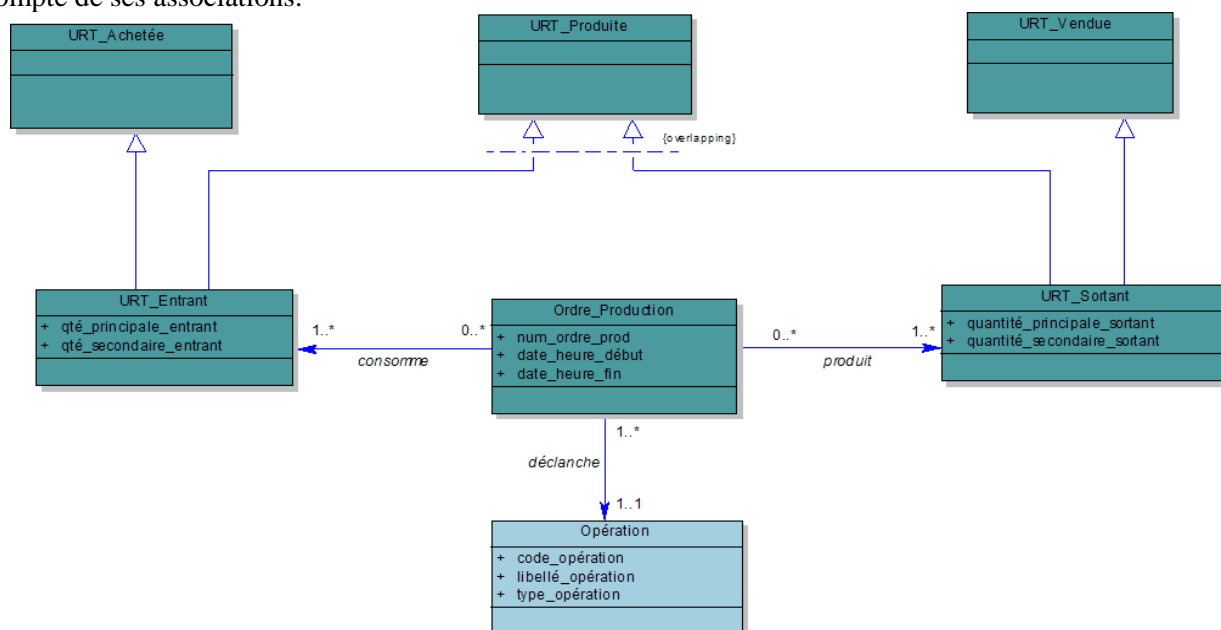 ompte de ses associations.
URT_Achetée
URT_Produite
URT_Vendue
{overlapping}
URT_Entrant
+ qté_principale_entrant
+ qté_secondaire_entrant
1..*
0..*
consomme
Ordre_Production
+ num_ordre_prod
+ date_heure_début
+ date_heure_fin
0..*
1..*
produit
URT_Sortant
+ quantité_principale_sortant
+ quantité_secondaire_sortant
1..*
déclanche
1..1
Opération
+ code_opération
+ libellé_opération
+ type_opération